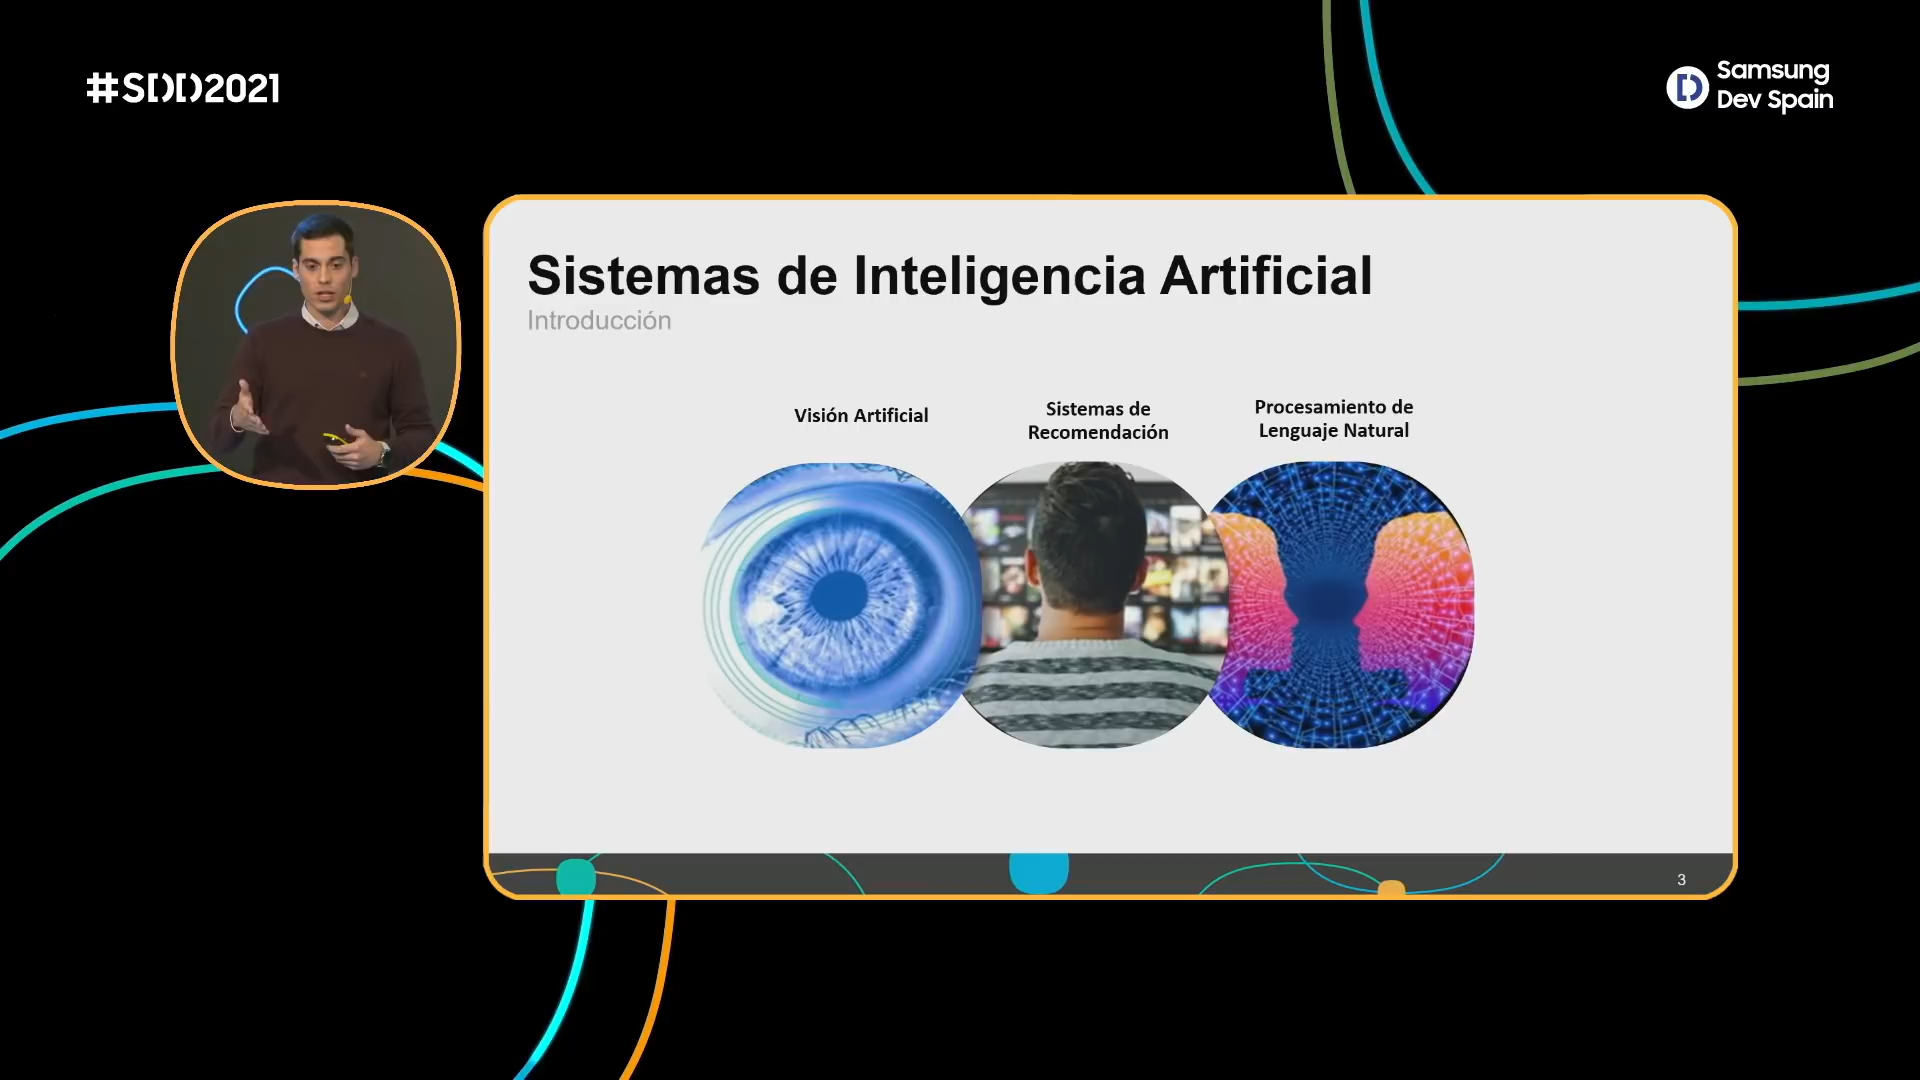 #SDD2021
Samsung
Dev Spain
Sistemas de Inteligencia Artificial
Introducción
Visión Artificial
Sistemas de
Recomendación
Procesamiento de
Lenguaje Natural
3